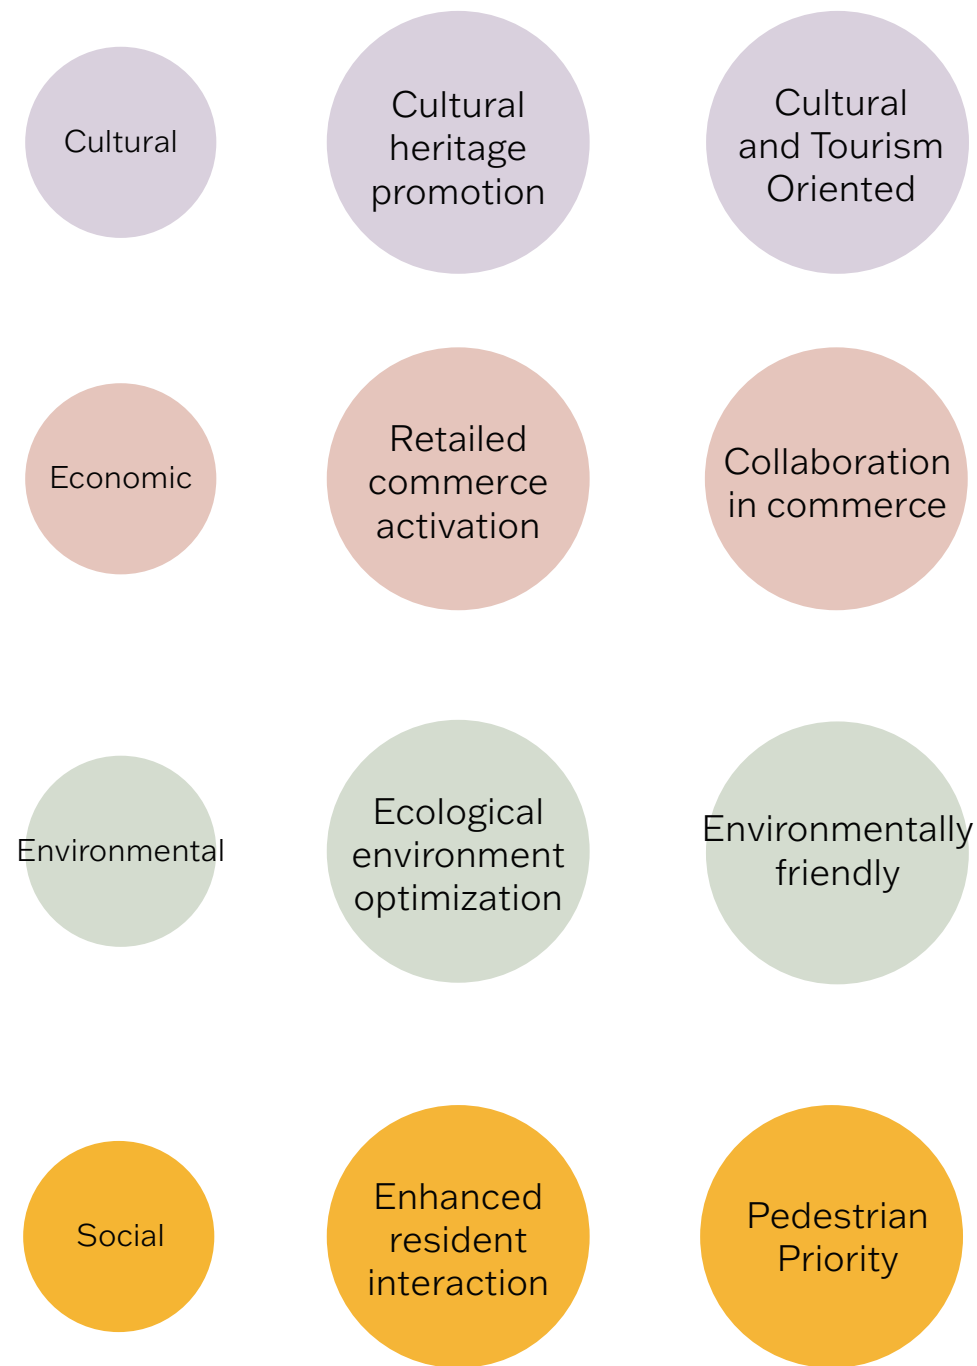 Cultural
Cultural
heritage
promotion
Cultural
and Tourism
Oriented
Economic
Retailed
commerce
activation
Collaboration
in commerce
Environmental
Ecological
environment
optimization
Environmentally
friendly
Social
Enhanced
resident
interaction
Pedestrian
Priority